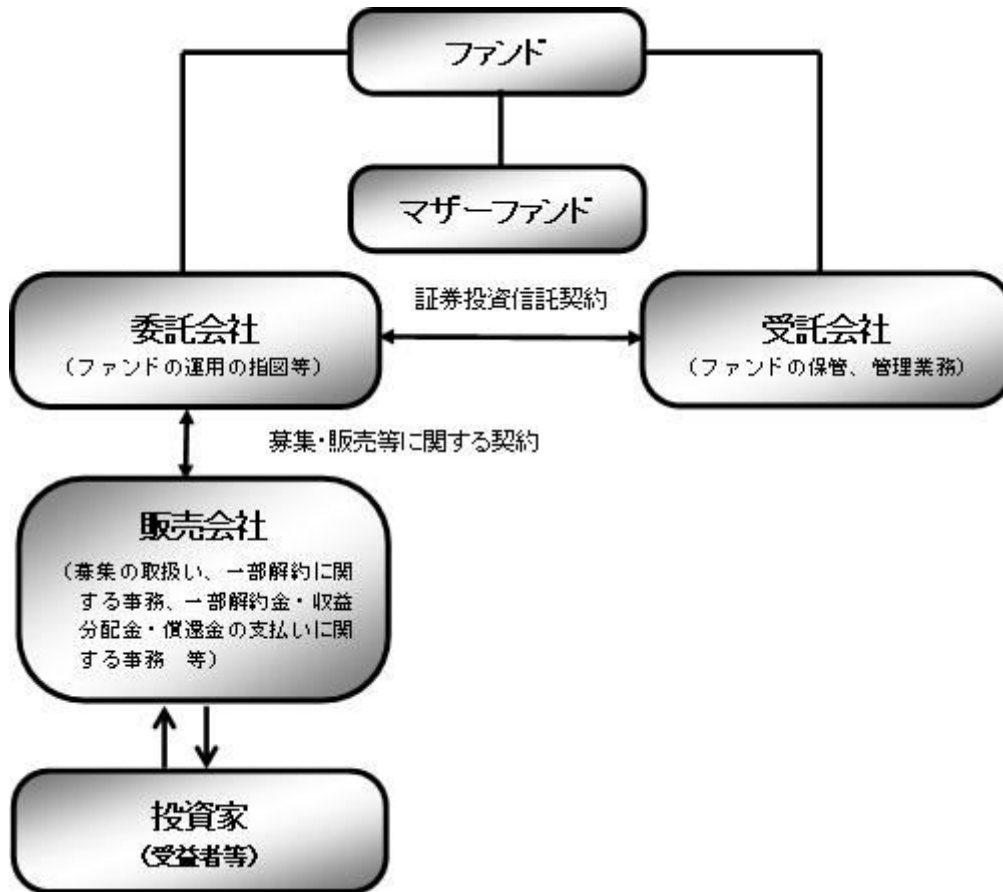 ファンド
マザーファンド
証券投資信託契約
委託会社
（ファンドの運用の指図等）
受託会社
（ファンドの保管、管理業務）
募集・販売等に関する契約
販売会社
（募集の取扱い、一部解約に関
する事務、一部解約金・収益
分配金・償還金の支払いに関
する事務　等）
投資家
（受益者等）